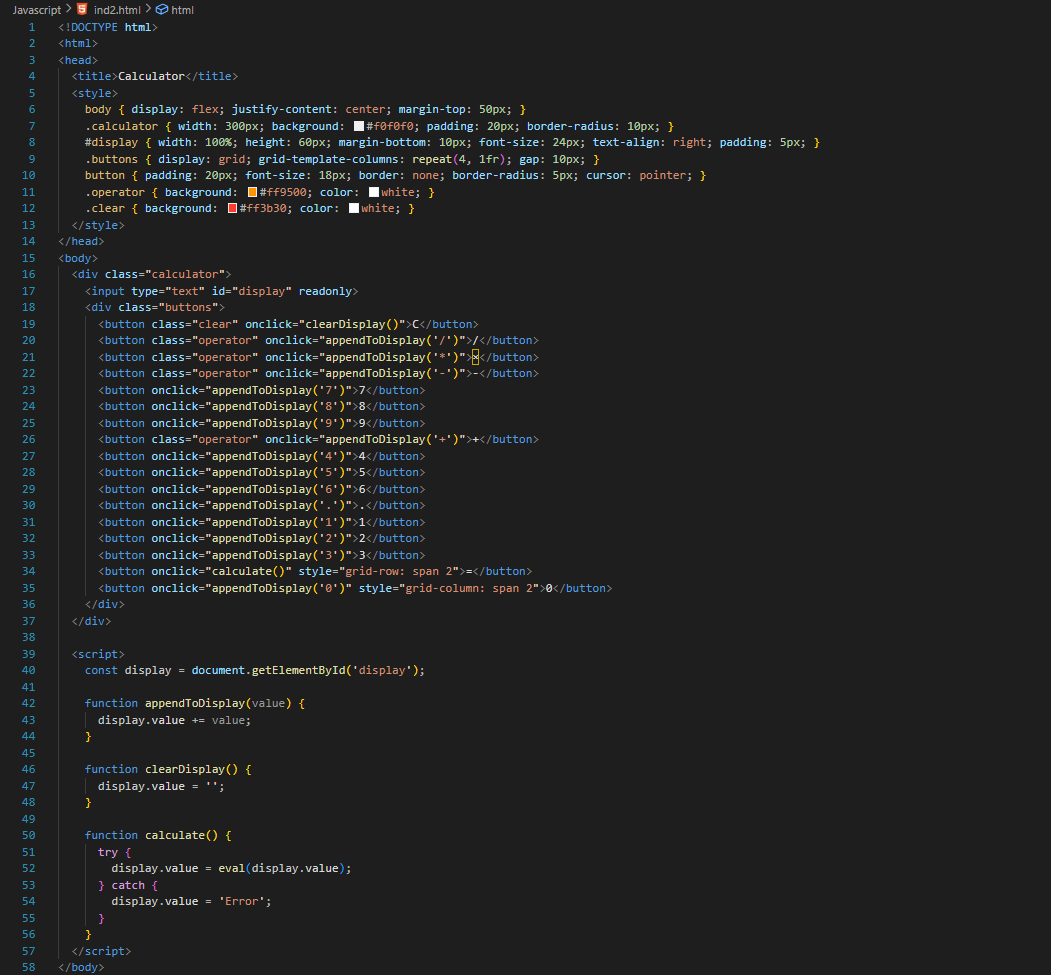 Javascript > ind2.html > html
1 <!DOCTYPE html>
2 <html>
3 <head>
4   <title>Calculator</title>
5   <style>
6     body { display: flex; justify-content: center; margin-top: 50px; }
7     .calculator { width: 300px; background: #f0f0f0; padding: 20px; border-radius: 10px; }
8     #display { width: 100%; height: 60px; margin-bottom: 10px; font-size: 24px; text-align: right; padding: 5px; }
9     .buttons { display: grid; grid-template-columns: repeat(4, 1fr); gap: 10px; }
10     button { padding: 20px; font-size: 18px; border: none; border-radius: 5px; cursor: pointer; }
11     .operator { background: #ff9500; color: white; }
12     .clear { background: #ff3b30; color: white; }
13   </style>
14 </head>
15 <body>
16   <div class="calculator">
17     <input type="text" id="display" readonly>
18     <div class="buttons">
19       <button class="clear" onclick="clearDisplay()">C</button>
20       <button class="operator" onclick="appendToDisplay('/')">/</button>
21       <button class="operator" onclick="appendToDisplay('*')">×</button>
22       <button class="operator" onclick="appendToDisplay('-')">-</button>
23       <button onclick="appendToDisplay('7')">7</button>
24       <button onclick="appendToDisplay('8')">8</button>
25       <button onclick="appendToDisplay('9')">9</button>
26       <button class="operator" onclick="appendToDisplay('+')">+</button>
27       <button onclick="appendToDisplay('4')">4</button>
28       <button onclick="appendToDisplay('5')">5</button>
29       <button onclick="appendToDisplay('6')">6</button>
30       <button onclick="appendToDisplay('.')">.</button>
31       <button onclick="appendToDisplay('1')">1</button>
32       <button onclick="appendToDisplay('2')">2</button>
33       <button onclick="appendToDisplay('3')">3</button>
34       <button onclick="calculate()" style="grid-row: span 2">=</button>
35       <button onclick="appendToDisplay('0')" style="grid-column: span 2">0</button>
36     </div>
37   </div>
38
39   <script>
40     const display = document.getElementById('display');
41
42     function appendToDisplay(value) {
43       display.value += value;
44     }
45
46     function clearDisplay() {
47       display.value = '';
48     }
49
50     function calculate() {
51       try {
52         display.value = eval(display.value);
53       } catch {
54         display.value = 'Error';
55       }
56     }
57   </script>
58 </body>